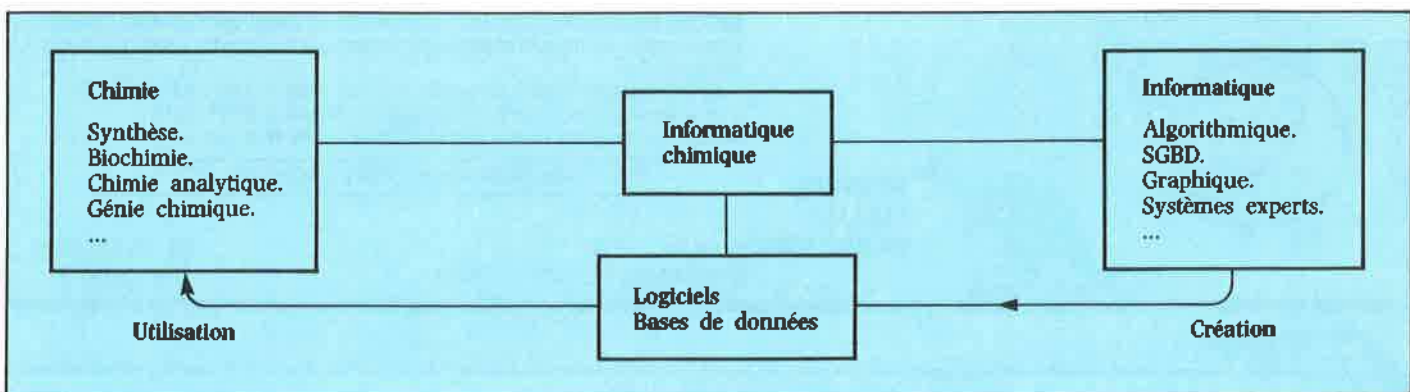 Chimie
Synthèse.
Biochimie.
Chimie analytique.
Génie chimique.
...
Informatique
chimique
Informatique
Algorithmique.
SGBD.
Graphique.
Systèmes experts.
...
Logiciels
Bases de données
Utilisation
Création